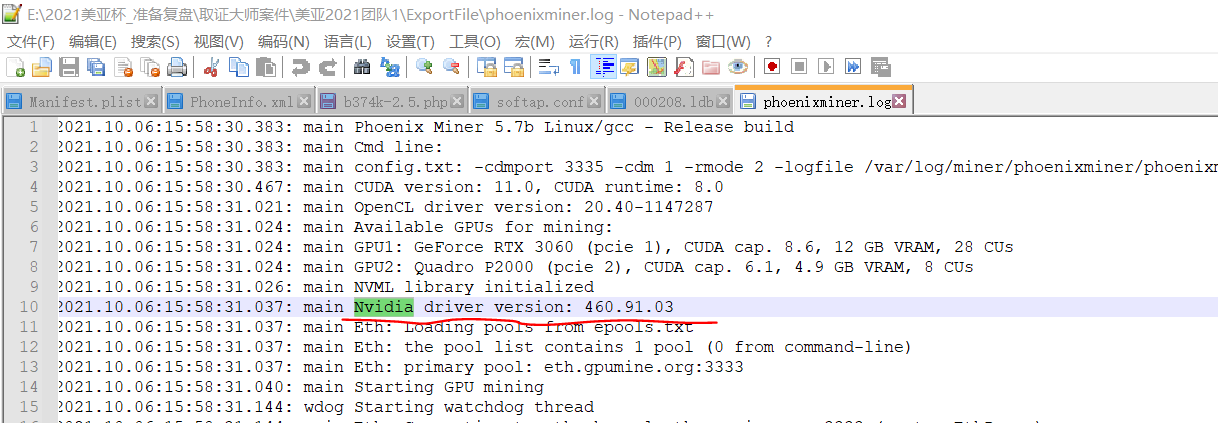 E:\2021美亚杯_准备复盘\取证大师案件\美亚2021团队1\ExportFile\phoenixminer.log - Notepad++
文件(F) 编辑(E) 搜索(S) 视图(V) 编码(N) 语言(L) 设置(T) 工具(O) 宏(M) 运行(R) 插件(P) 窗口(W) ?
Manifest.plist PhoneInfo.xml b374k-2.5.php softap.conf 000208.ldb phoenixminer.log
1 2021.10.06:15:58:30.383: main Phoenix Miner 5.7b Linux/gcc - Release build
2 2021.10.06:15:58:30.383: main Cmd line:
3 2021.10.06:15:58:30.383: main config.txt: -cdmport 3335 -cdm 1 -rmode 2 -logfile /var/log/miner/phoenixminer/phoenixm
4 2021.10.06:15:58:30.467: main CUDA version: 11.0, CUDA runtime: 8.0
5 2021.10.06:15:58:31.021: main OpenCL driver version: 20.40-1147287
6 2021.10.06:15:58:31.024: main Available GPUs for mining:
7 2021.10.06:15:58:31.024: main GPU1: GeForce RTX 3060 (pcie 1), CUDA cap. 8.6, 12 GB VRAM, 28 CUs
8 2021.10.06:15:58:31.024: main GPU2: Quadro P2000 (pcie 2), CUDA cap. 6.1, 4.9 GB VRAM, 8 CUs
9 2021.10.06:15:58:31.026: main NVML library initialized
10 2021.10.06:15:58:31.037: main Nvidia driver version: 460.91.03
11 2021.10.06:15:58:31.037: main Eth: Loading pools from epools.txt
12 2021.10.06:15:58:31.037: main Eth: the pool list contains 1 pool (0 from command-line)
13 2021.10.06:15:58:31.037: main Eth: primary pool: eth.gpumine.org:3333
14 2021.10.06:15:58:31.040: main Starting GPU mining
15 2021.10.06:15:58:31.144: wdog Starting watchdog thread